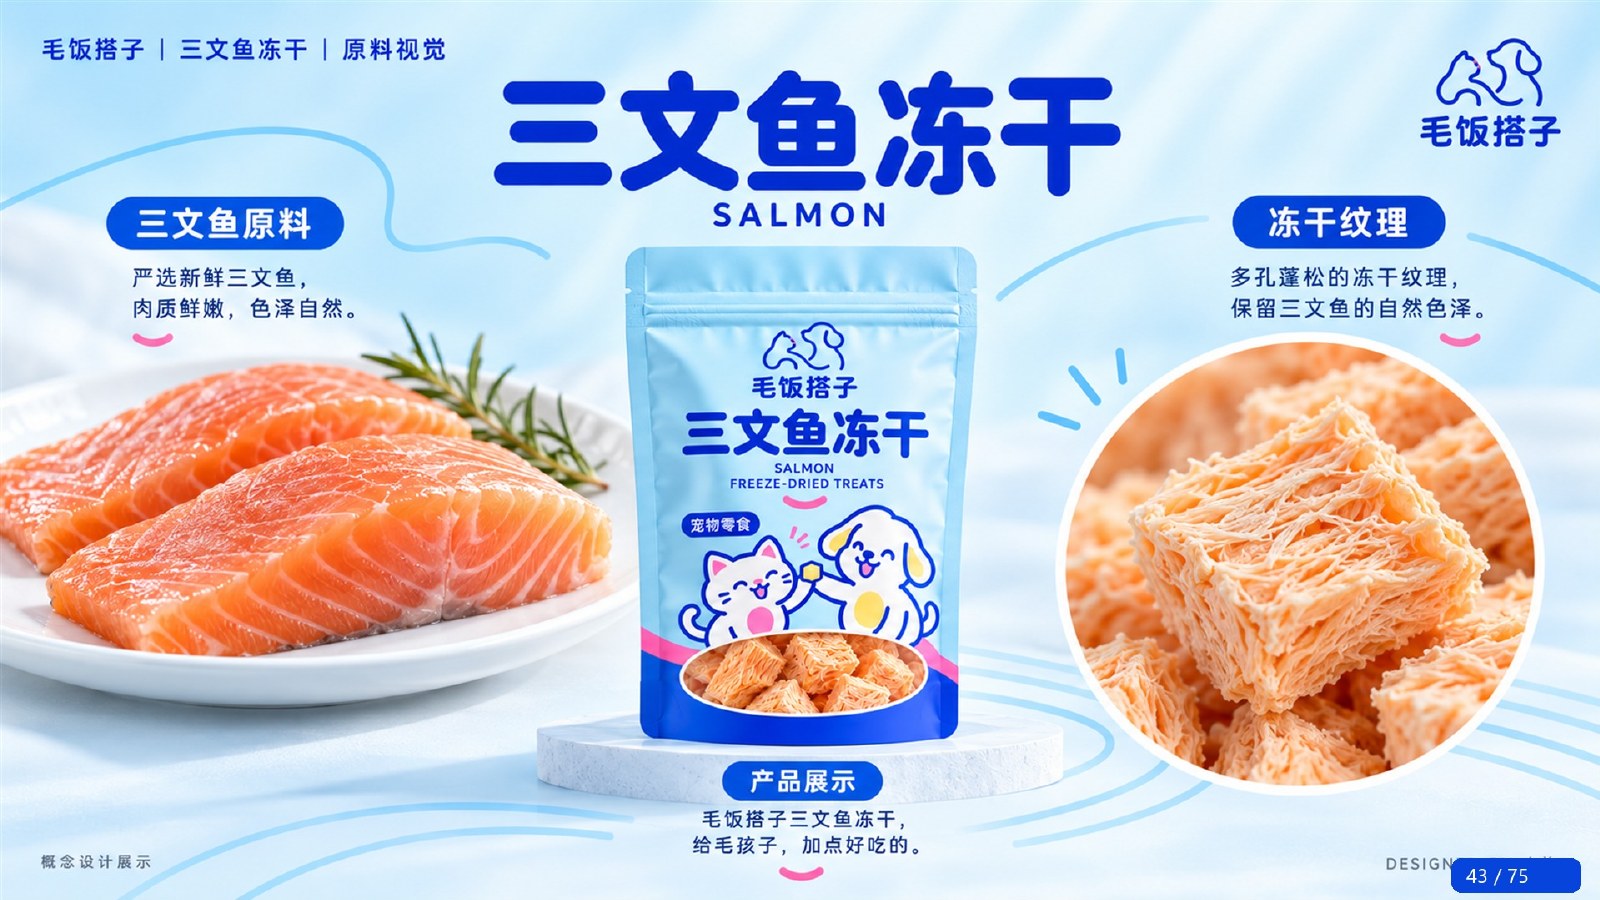 毛饭搭子 | 三文鱼冻干 | 原料视觉
三文鱼冻干
SALMON
毛饭搭子
三文鱼原料
严选新鲜三文鱼，
肉质鲜嫩，色泽自然。
冻干纹理
多孔蓬松的冻干纹理，
保留三文鱼的自然色泽。
毛饭搭子
三文鱼冻干
SALMON
FREEZE-DRIED TREATS
宠物零食
产品展示
毛饭搭子三文鱼冻干，
给毛孩子，加点好吃的。
概念设计展示
DESIGN
43 / 75